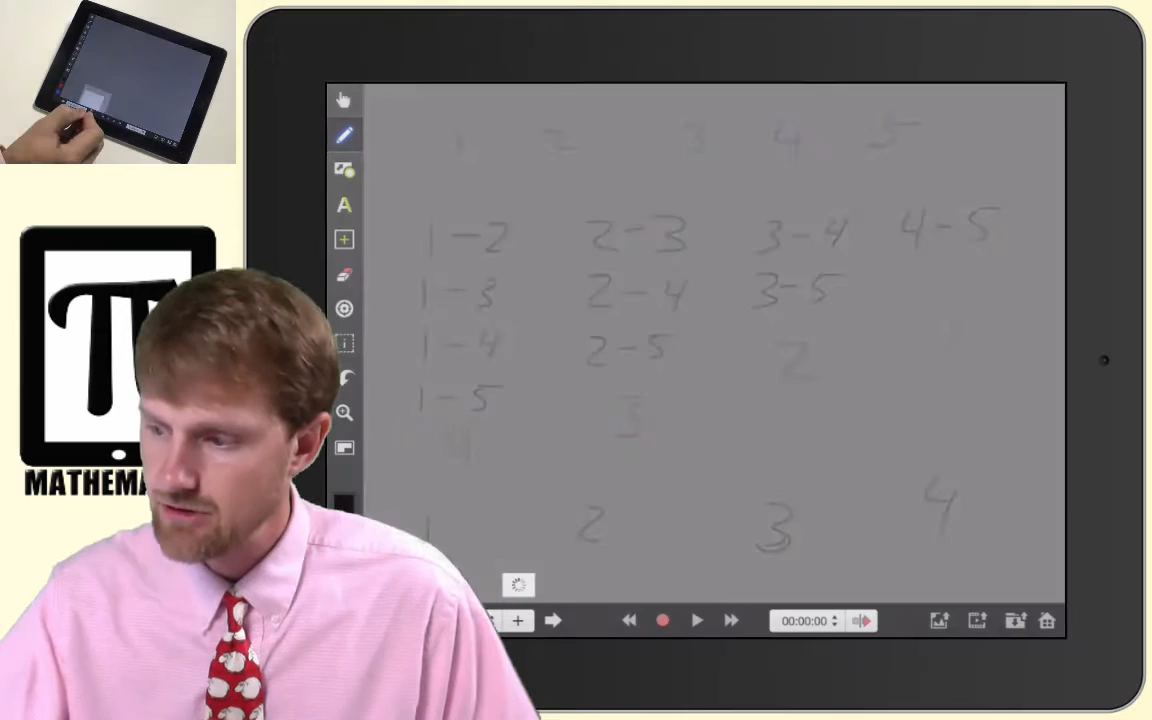 1 2 3 4 5
1-2 2-3 3-4 4-5
1-3 2-4 3-5
1-4 2-5 2
1-5 3
4
1 2 3 4
00:00:00